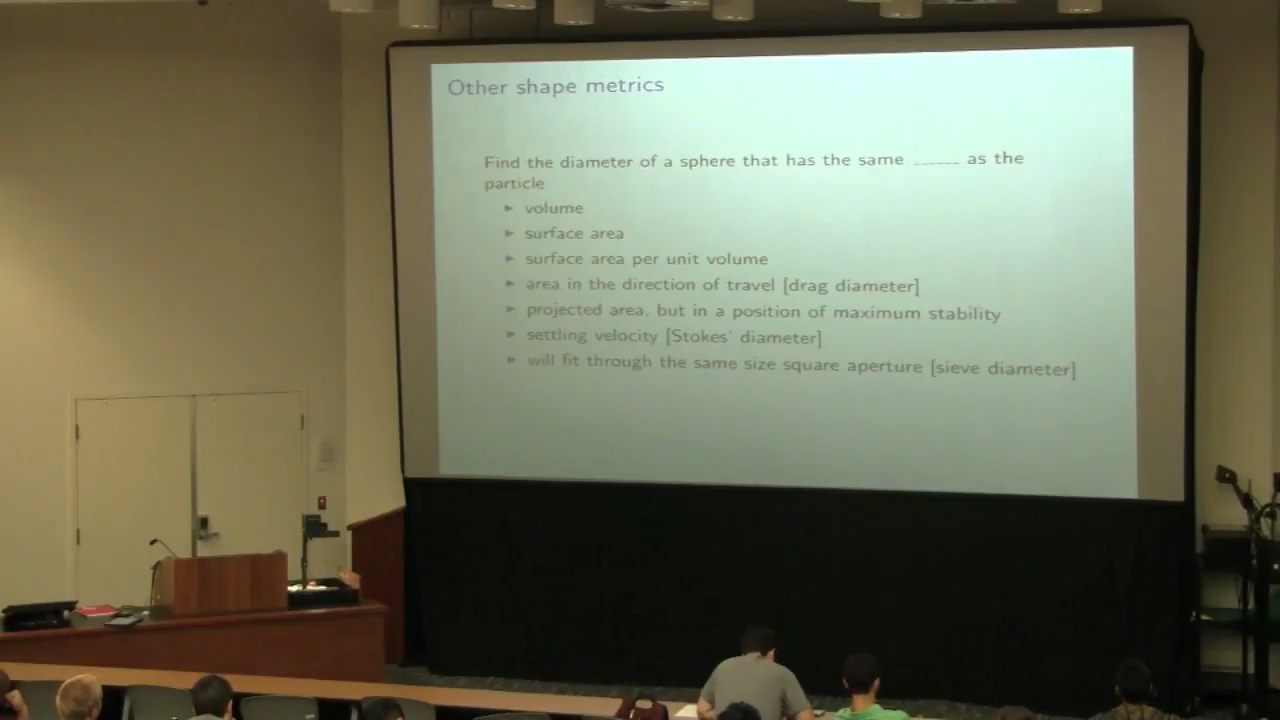 Other shape metrics
Find the diameter of a sphere that has the same ______ as the
particle
► volume
► surface area
► surface area per unit volume
► area in the direction of travel [drag diameter]
► projected area, but in a position of maximum stability
► settling velocity [Stokes' diameter]
► will fit through the same size square aperture [sieve diameter]